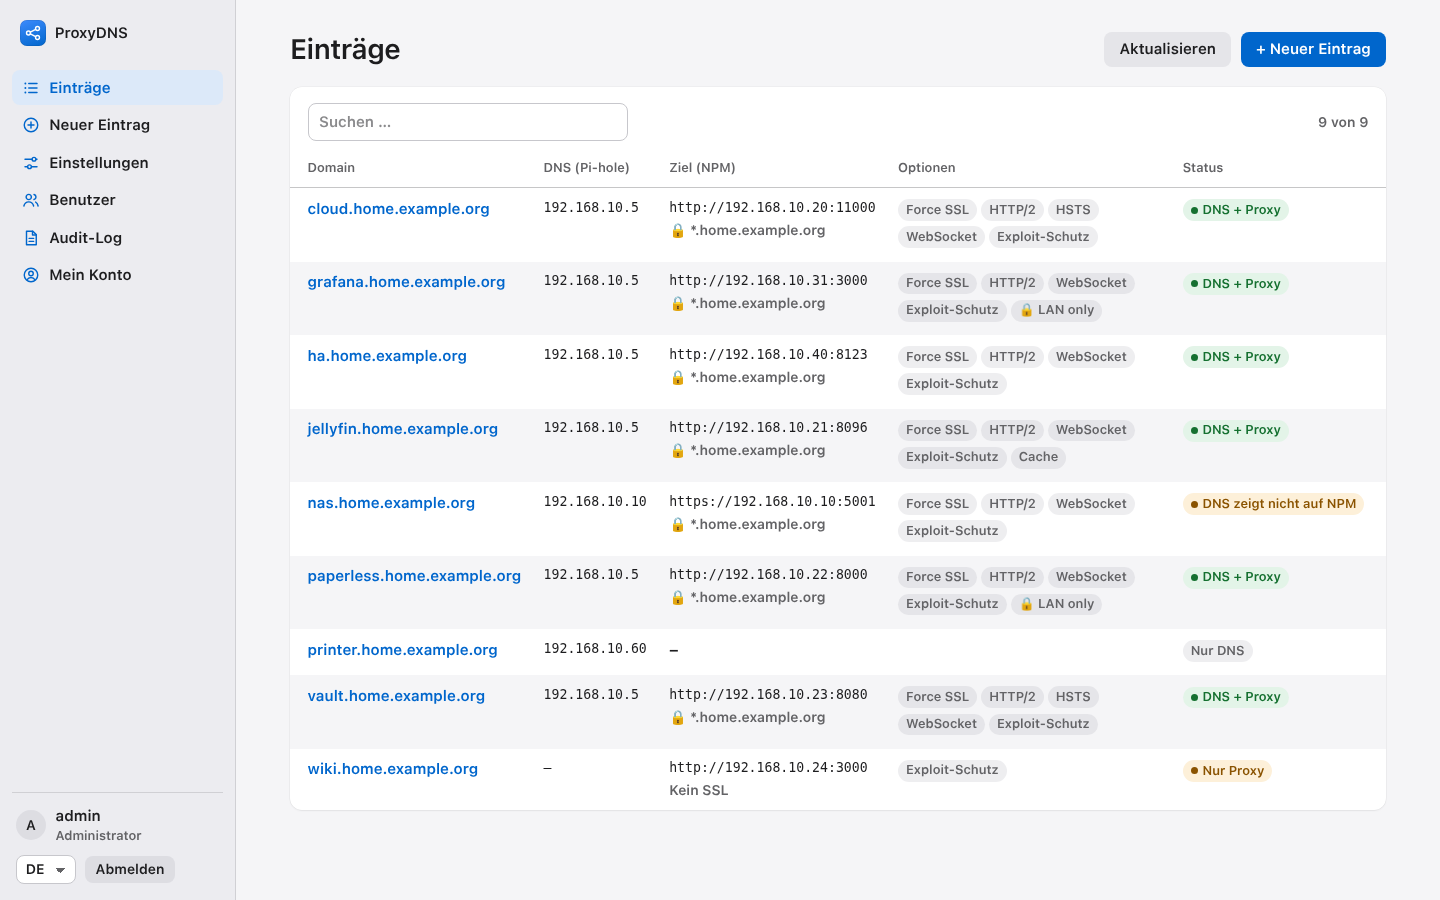 ProxyDNS
Einträge
Neuer Eintrag
Einstellungen
Benutzer
Audit-Log
Mein Konto
A
admin
Administrator
DE
Abmelden
Einträge
Aktualisieren
+ Neuer Eintrag
Suchen ...
9 von 9
Domain DNS (Pi-hole) Ziel (NPM) Optionen Status
cloud.home.example.org 192.168.10.5 http://192.168.10.20:11000 Force SSL HTTP/2 HSTS DNS + Proxy
🔒 *.home.example.org WebSocket Exploit-Schutz
grafana.home.example.org 192.168.10.5 http://192.168.10.31:3000 Force SSL HTTP/2 WebSocket DNS + Proxy
🔒 *.home.example.org Exploit-Schutz 🔒 LAN only
ha.home.example.org 192.168.10.5 http://192.168.10.40:8123 Force SSL HTTP/2 WebSocket DNS + Proxy
🔒 *.home.example.org Exploit-Schutz
jellyfin.home.example.org 192.168.10.5 http://192.168.10.21:8096 Force SSL HTTP/2 WebSocket DNS + Proxy
🔒 *.home.example.org Exploit-Schutz Cache
nas.home.example.org 192.168.10.10 https://192.168.10.10:5001 Force SSL HTTP/2 WebSocket DNS zeigt nicht auf NPM
🔒 *.home.example.org Exploit-Schutz
paperless.home.example.org 192.168.10.5 http://192.168.10.22:8000 Force SSL HTTP/2 WebSocket DNS + Proxy
🔒 *.home.example.org Exploit-Schutz 🔒 LAN only
printer.home.example.org 192.168.10.60 – Nur DNS
vault.home.example.org 192.168.10.5 http://192.168.10.23:8080 Force SSL HTTP/2 HSTS DNS + Proxy
🔒 *.home.example.org WebSocket Exploit-Schutz
wiki.home.example.org – http://192.168.10.24:3000 Exploit-Schutz Nur Proxy
Kein SSL